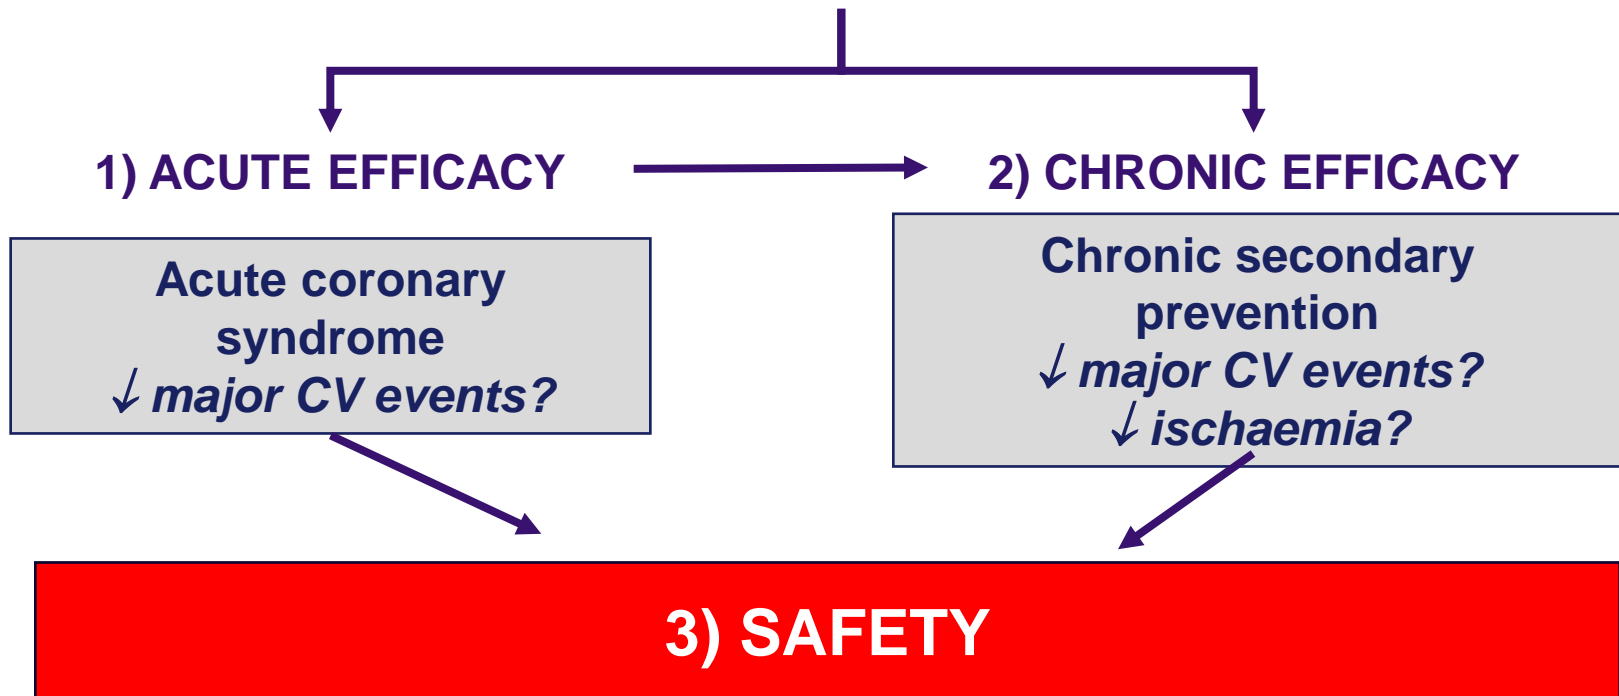 1) ACUTE EFFICACY
2) CHRONIC EFFICACY
Acute coronary
syndrome
↓ major CV events?
Chronic secondary
prevention
↓ major CV events?
↓ ischaemia?
3) SAFETY